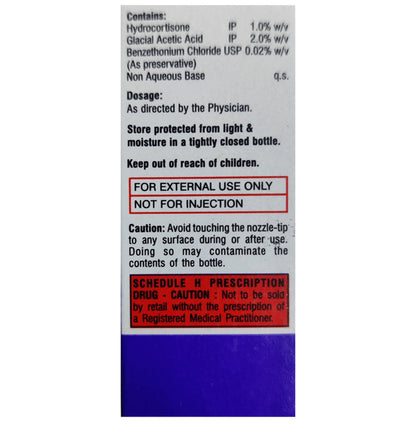 Contains:
Hydrocortisone IP 1.0% w/v
Glacial Acetic Acid IP 2.0% w/v
Benzethonium Chloride USP 0.02% w/v
(As preservative)
Non Aqueous Base q.s.
Dosage:
As directed by the Physician.
Store protected from light &
moisture in a tightly closed bottle.
Keep out of reach of children.
FOR EXTERNAL USE ONLY
NOT FOR INJECTION
Caution: Avoid touching the nozzle-tip
to any surface during or after use.
Doing so may contaminate the
contents of the bottle.
SCHEDULE H PRESCRIPTION
DRUG - CAUTION : Not to be sold
by retail without the prescription of
a Registered Medical Practitioner.